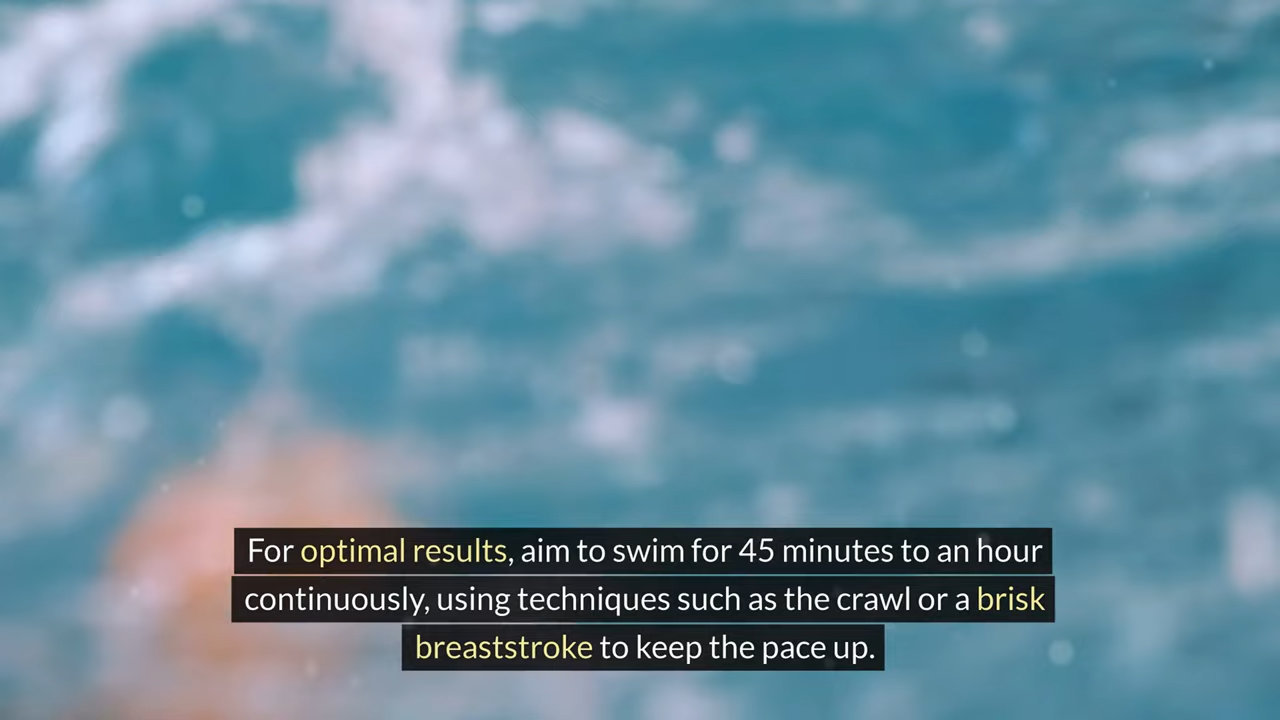 For optimal results, aim to swim for 45 minutes to an hour
continuously, using techniques such as the crawl or a brisk
breaststroke to keep the pace up.